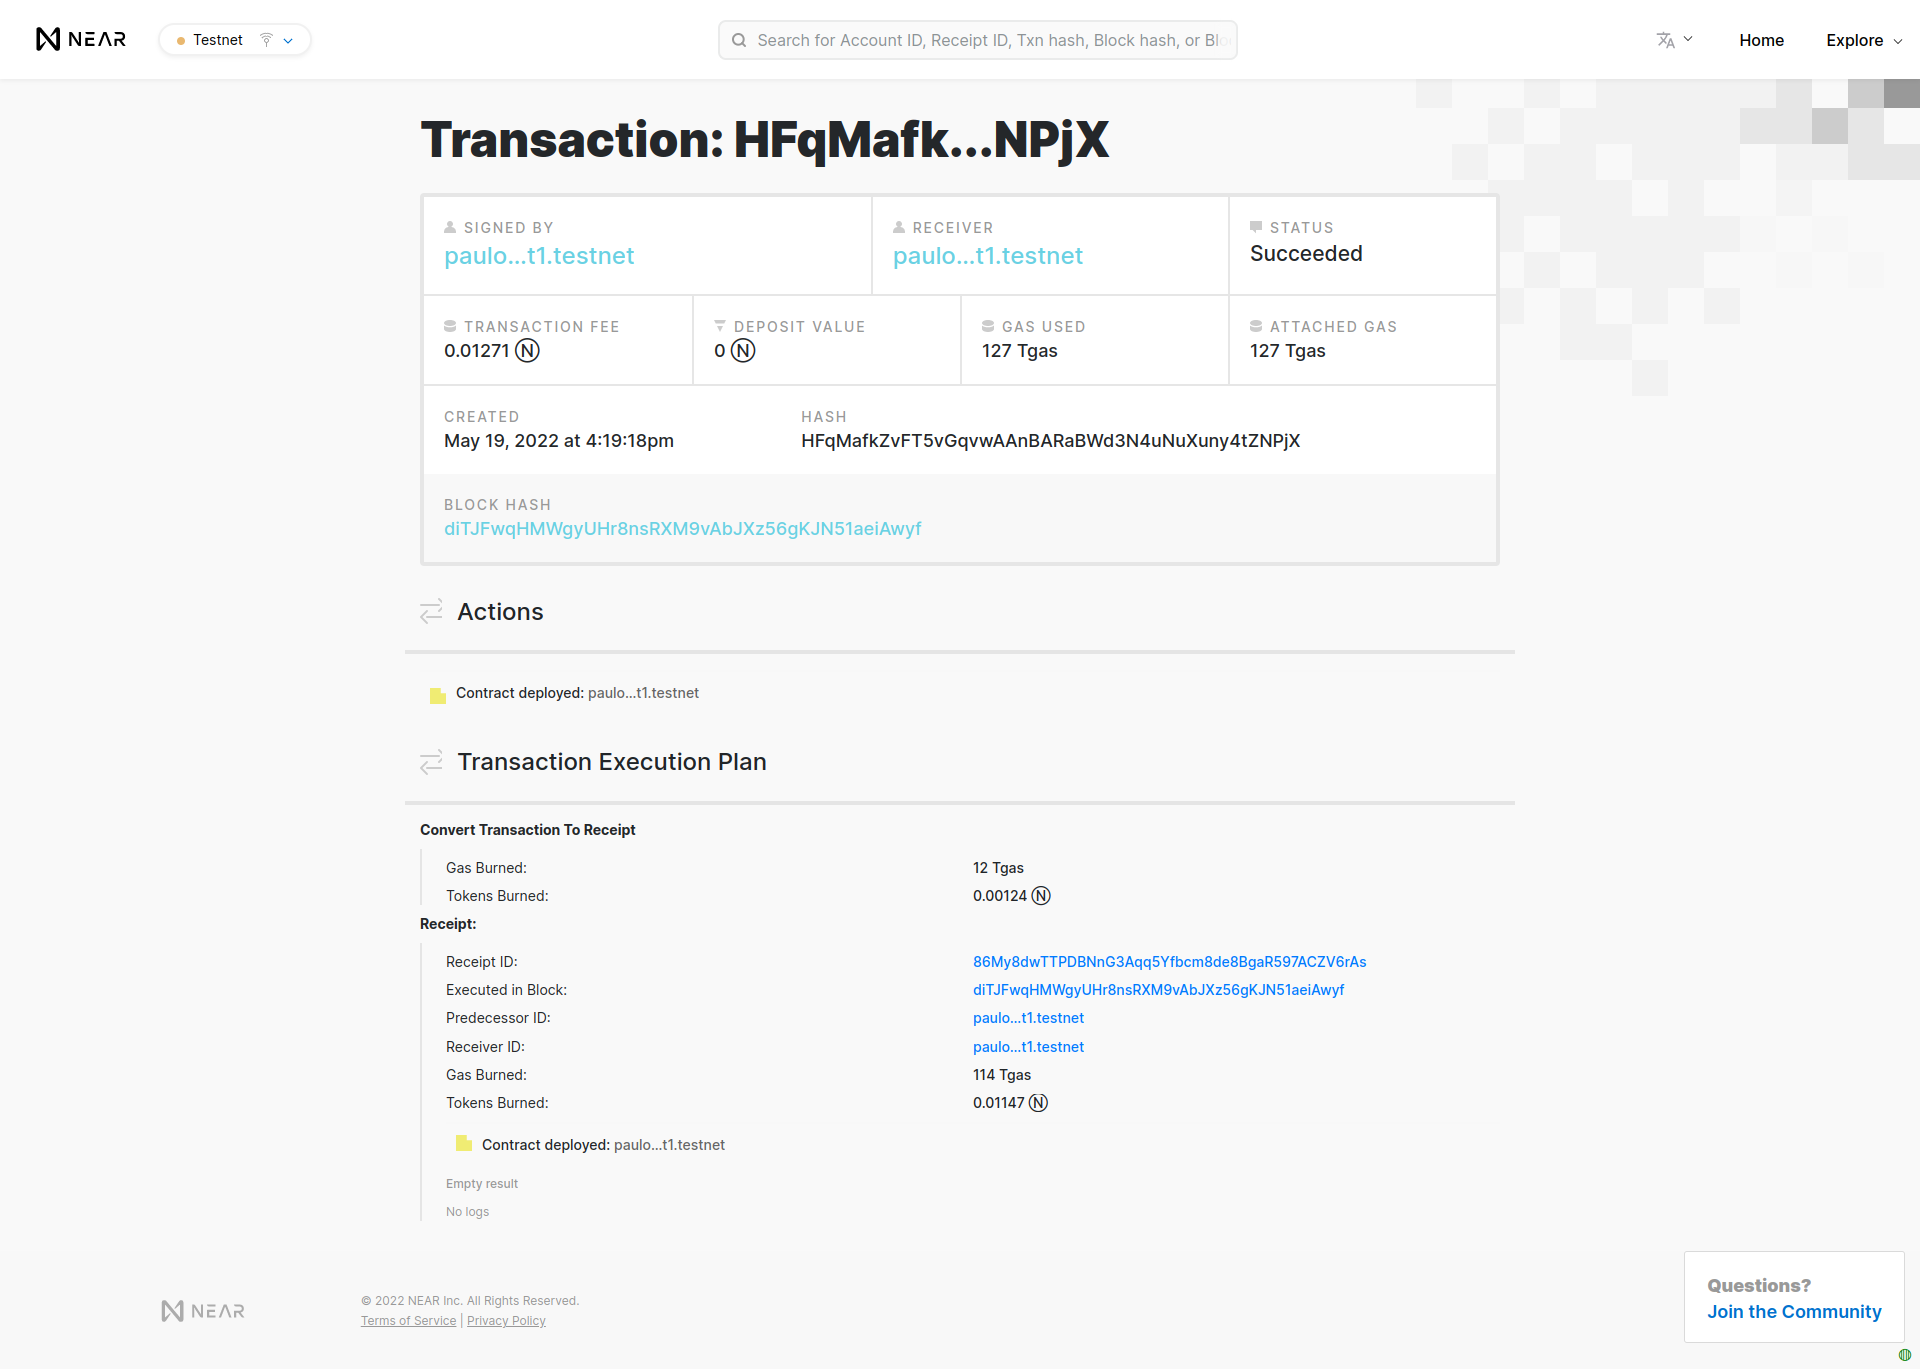 NEAR
Testnet
Search for Account ID, Receipt ID, Txn hash, Block hash, or Blo
Home
Explore
Transaction: HFqMafk...NPjX
SIGNED BY
paulo...t1.testnet
RECEIVER
paulo...t1.testnet
STATUS
Succeeded
TRANSACTION FEE
0.01271 Ⓝ
DEPOSIT VALUE
0 Ⓝ
GAS USED
127 Tgas
ATTACHED GAS
127 Tgas
CREATED
May 19, 2022 at 4:19:18pm
HASH
HFqMafkZvFT5vGqvwAAnBARaBWd3N4uNuXuny4tZNPjX
BLOCK HASH
diTJFwqHMWgyUHr8nsRXM9vAbJXz56gKJN51aeiAwyf
Actions
Contract deployed: paulo...t1.testnet
Transaction Execution Plan
Convert Transaction To Receipt
Gas Burned: 12 Tgas
Tokens Burned: 0.00124 Ⓝ
Receipt:
Receipt ID: 86My8dwTTPDBNnG3Aqq5Yfbcm8de8BgaR597ACZV6rAs
Executed in Block: diTJFwqHMWgyUHr8nsRXM9vAbJXz56gKJN51aeiAwyf
Predecessor ID: paulo...t1.testnet
Receiver ID: paulo...t1.testnet
Gas Burned: 114 Tgas
Tokens Burned: 0.01147 Ⓝ
Contract deployed: paulo...t1.testnet
Empty result
No logs
NEAR
© 2022 NEAR Inc. All Rights Reserved.
Terms of Service | Privacy Policy
Questions?
Join the Community